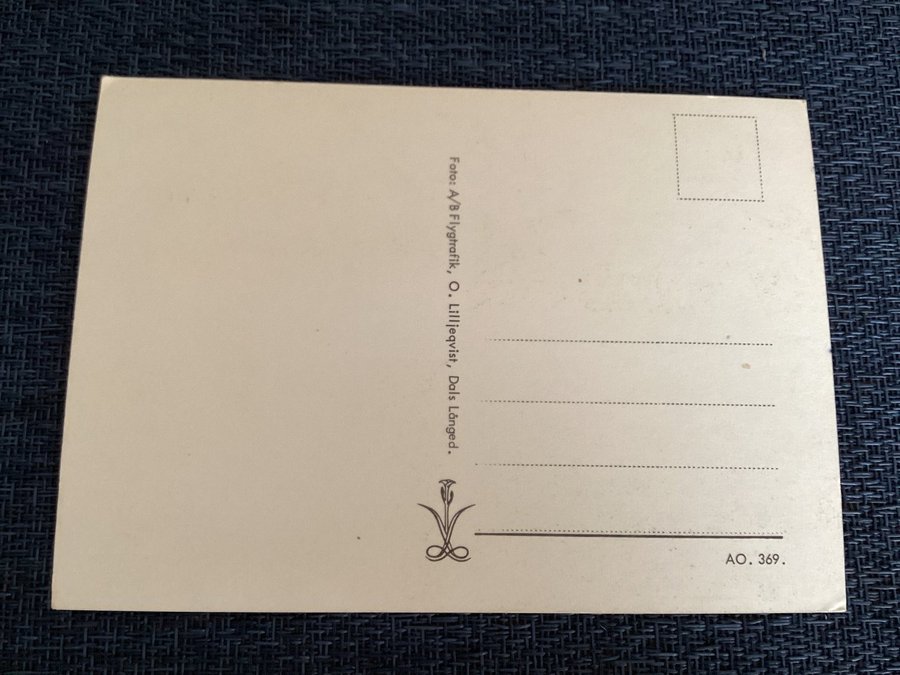 Foto: A/B Flygtrafik, O. Lilljeqvist, Dals Långed.
AO. 369.